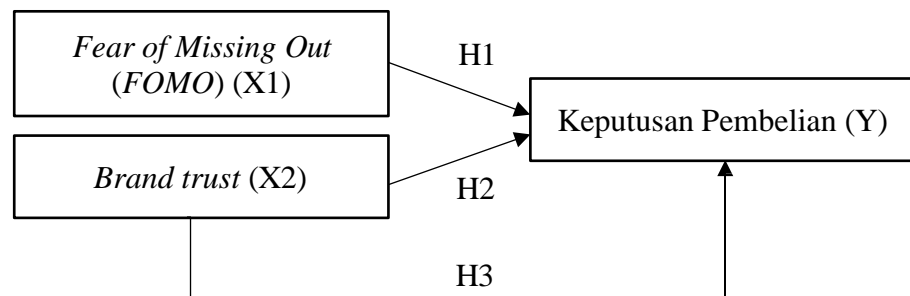 Fear of Missing Out
(FOMO) (X1)
H1
Keputusan Pembelian (Y)
Brand trust (X2)
H2
H3